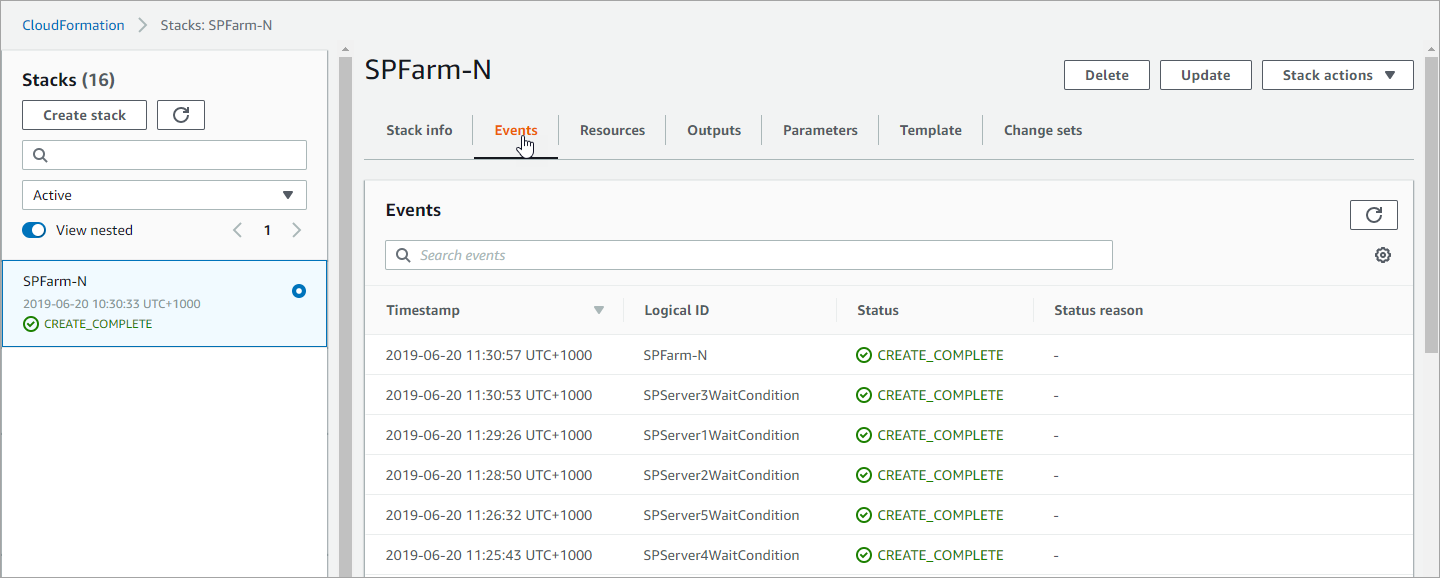 CloudFormation > Stacks: SPFarm-N
Stacks (16)
Create stack
Active
View nested
1
SPFarm-N
2019-06-20 10:30:33 UTC+1000
CREATE_COMPLETE
SPFarm-N
Delete Update Stack actions
Stack info Events Resources Outputs Parameters Template Change sets
Events
Search events
Timestamp Logical ID Status Status reason
2019-06-20 11:30:57 UTC+1000 SPFarm-N CREATE_COMPLETE -
2019-06-20 11:30:53 UTC+1000 SPServer3WaitCondition CREATE_COMPLETE -
2019-06-20 11:29:26 UTC+1000 SPServer1WaitCondition CREATE_COMPLETE -
2019-06-20 11:28:50 UTC+1000 SPServer2WaitCondition CREATE_COMPLETE -
2019-06-20 11:26:32 UTC+1000 SPServer5WaitCondition CREATE_COMPLETE -
2019-06-20 11:25:43 UTC+1000 SPServer4WaitCondition CREATE_COMPLETE -